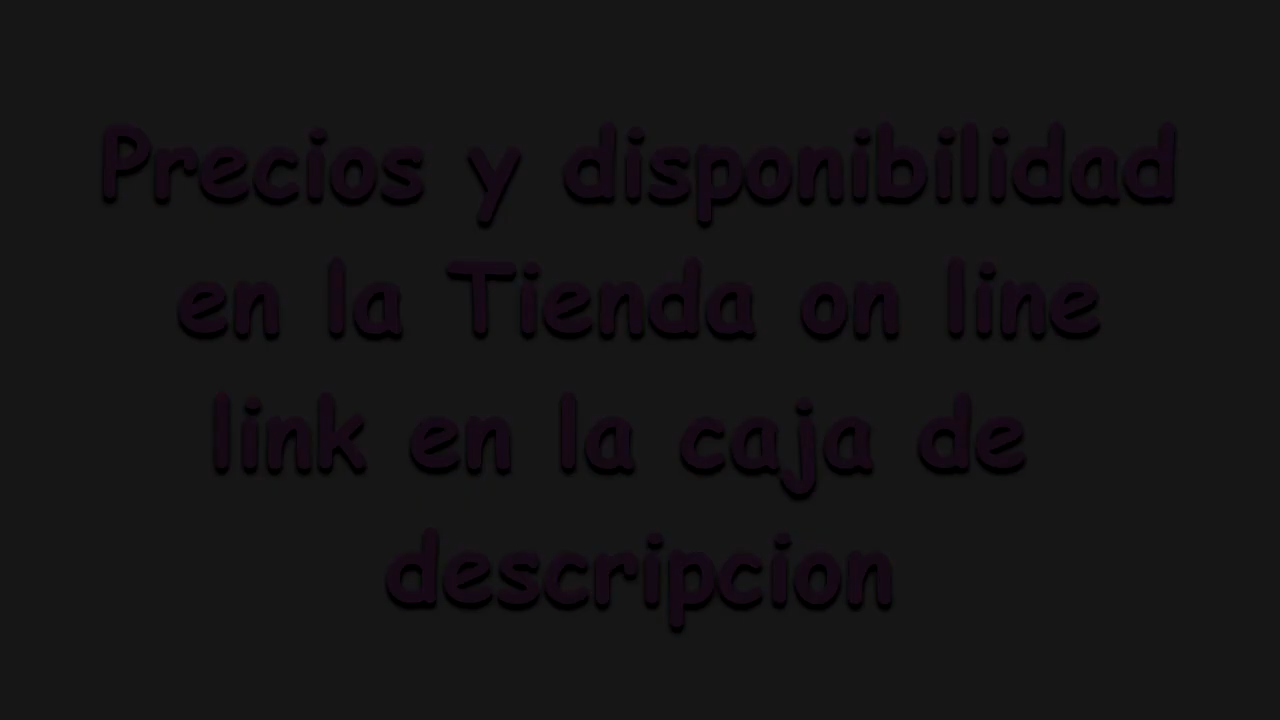 Precios y disponibilidad
en la Tienda on line
link en la caja de
descripcion